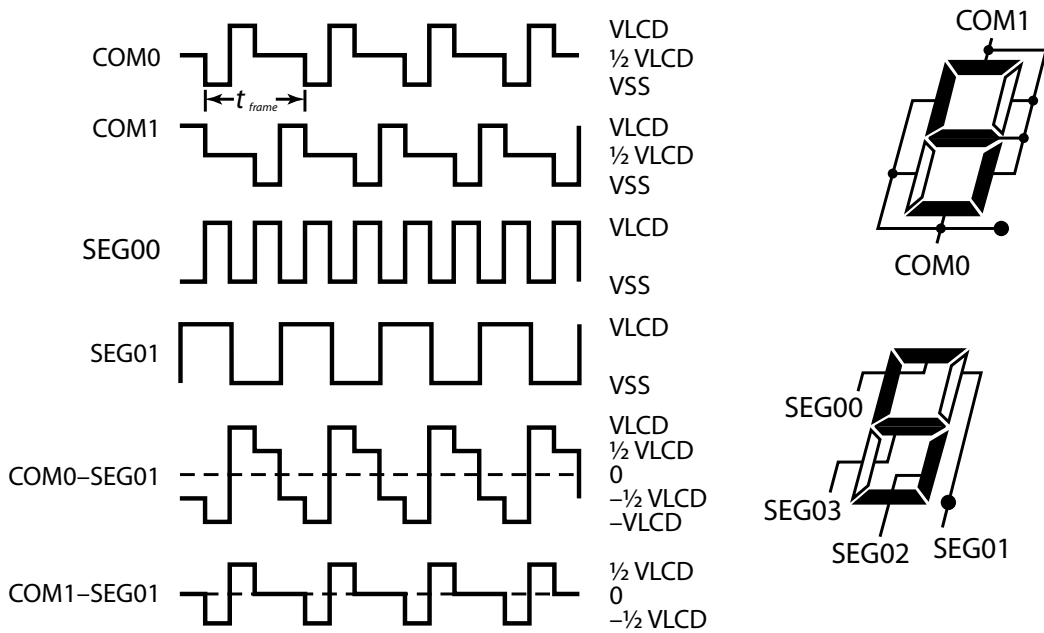 COM0
VLCD
½ VLCD
VSS
t frame
COM1
VLCD
½ VLCD
VSS
SEG00
VLCD
VSS
SEG01
VLCD
VSS
COM0–SEG01
VLCD
½ VLCD
0
–½ VLCD
–VLCD
COM1–SEG01
½ VLCD
0
–½ VLCD
COM1
COM0
SEG00
SEG03
SEG02
SEG01